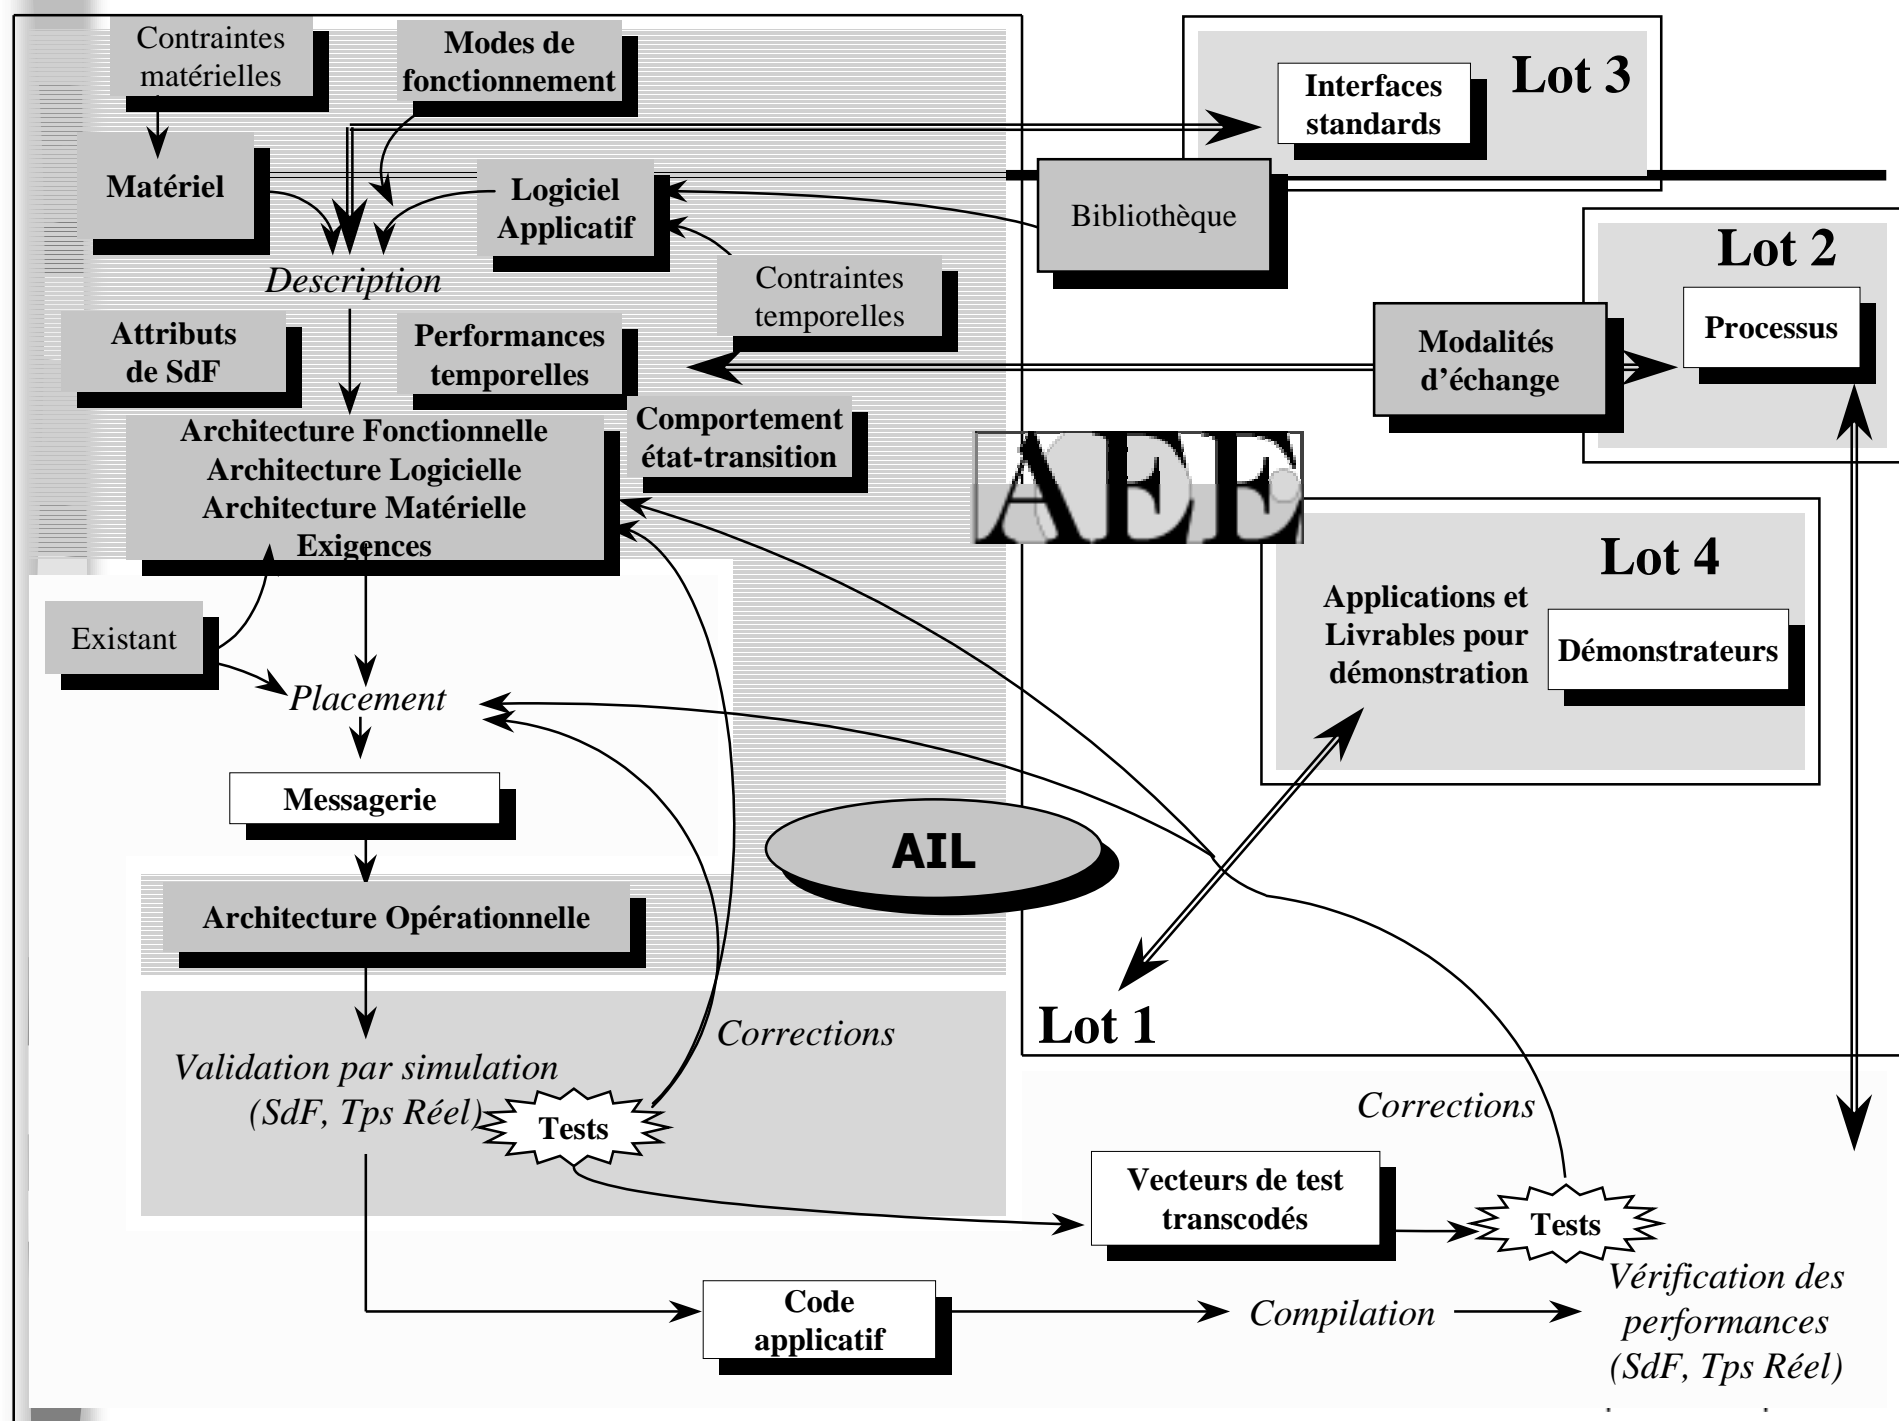 Contraintes
matérielles
Modes de
fonctionnement
Interfaces
standards
Lot 3
Matériel
Logiciel
Applicatif
Bibliothèque
Lot 2
Description
Contraintes
temporelles
Attributs
de SdF
Performances
temporelles
Modalités
d’échange
Processus
Comportement
état-transition
Architecture Fonctionnelle
Architecture Logicielle
Architecture Matérielle
Exigences
AEE
Lot 4
Applications et
Livrables pour
démonstration
Démonstrateurs
Existant
Placement
Messagerie
AIL
Architecture Opérationnelle
Lot 1
Corrections
Validation par simulation
(SdF, Tps Réel)
Tests
Corrections
Vecteurs de test
transcodés
Tests
Code
applicatif
Compilation
Vérification des
performances
(SdF, Tps Réel)